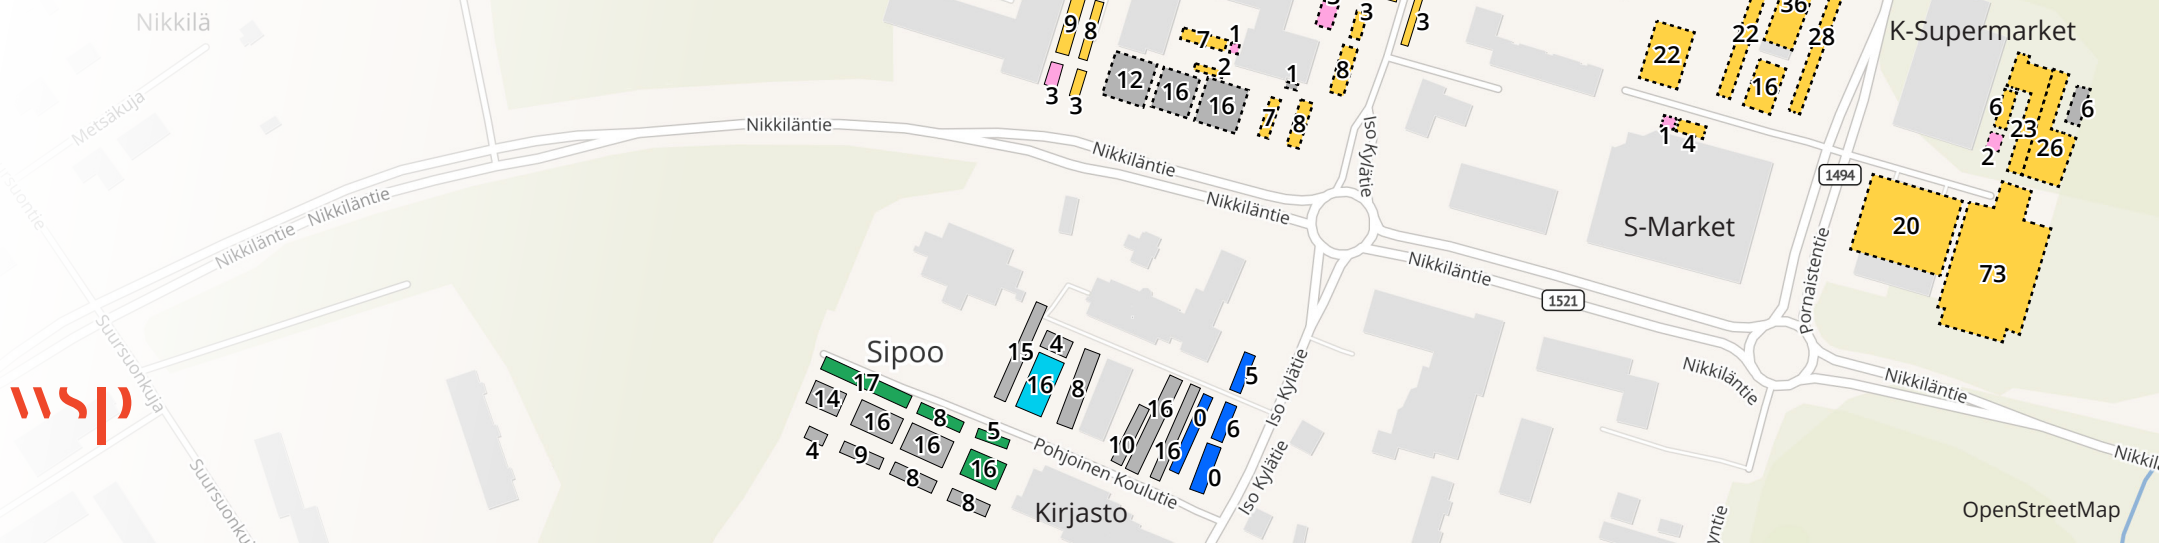 Nikkilä
K-Supermarket
9
8
3
3
7
1
2
12
16
16
1
7
8
3
8
3
22
22
36
28
16
1
4
6
23
26
6
2
Metsäkuja
Nikkiläntie
Nikkiläntie
Iso Kylätie
Nikkiläntie
Nikkiläntie
Nikkiläntie
1494
20
73
S-Market
Nikkiläntie
1521
Pornaistentie
Suursuonkuja
wsp
Sipoo
17
14
16
16
8
5
16
4
9
8
8
15
4
16
8
16
10
16
0
6
5
0
Iso Kylätie
Nikkiläntie
Nikkiläntie
Pohjoinen Koulutie
Iso Kylätie
Kirjasto
OpenStreetMap